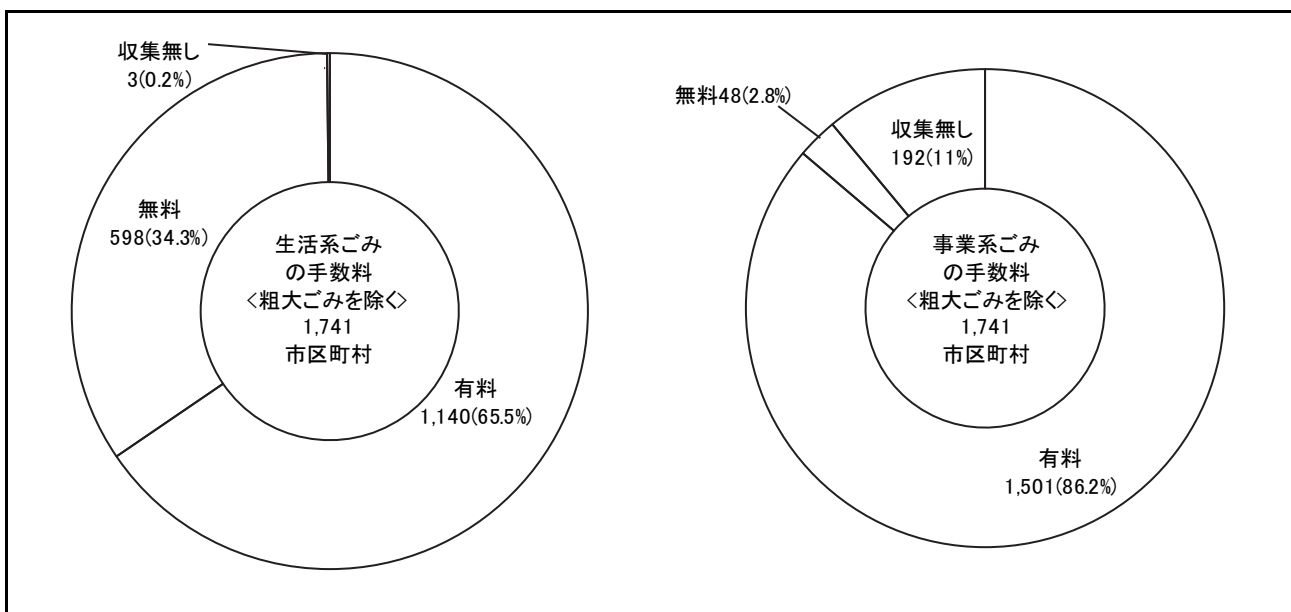 収集無し
3(0.2%)
無料
598(34.3%)
生活系ごみ
の手数料
<粗大ごみを除く>
1,741
市区町村
有料
1,140(65.5%)
無料48(2.8%)
収集無し
192(11%)
事業系ごみ
の手数料
<粗大ごみを除く>
1,741
市区町村
有料
1,501(86.2%)